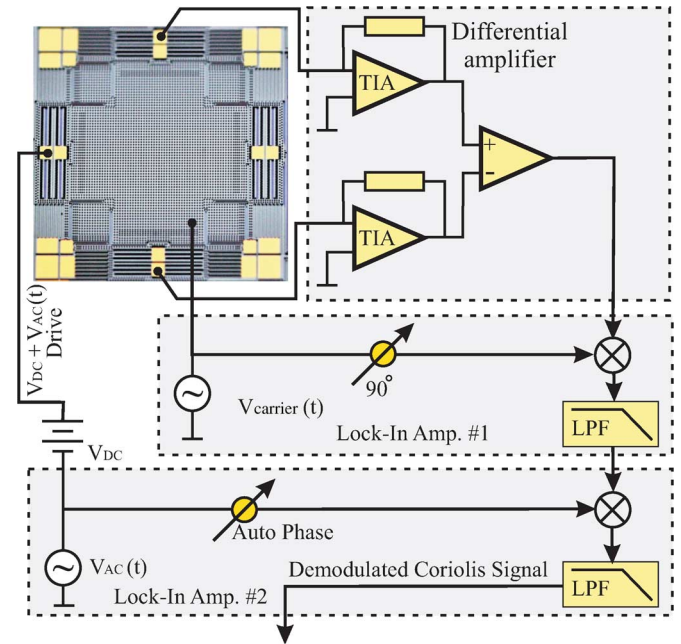 Differential
amplifier
TIA
+
-
TIA
VDC + VAC(t)
Drive
90°
~
Vcarrier (t)
Lock-In Amp. #1
LPF
VDC
Auto Phase
~
VAC (t)
Demodulated Coriolis Signal
LPF
Lock-In Amp. #2